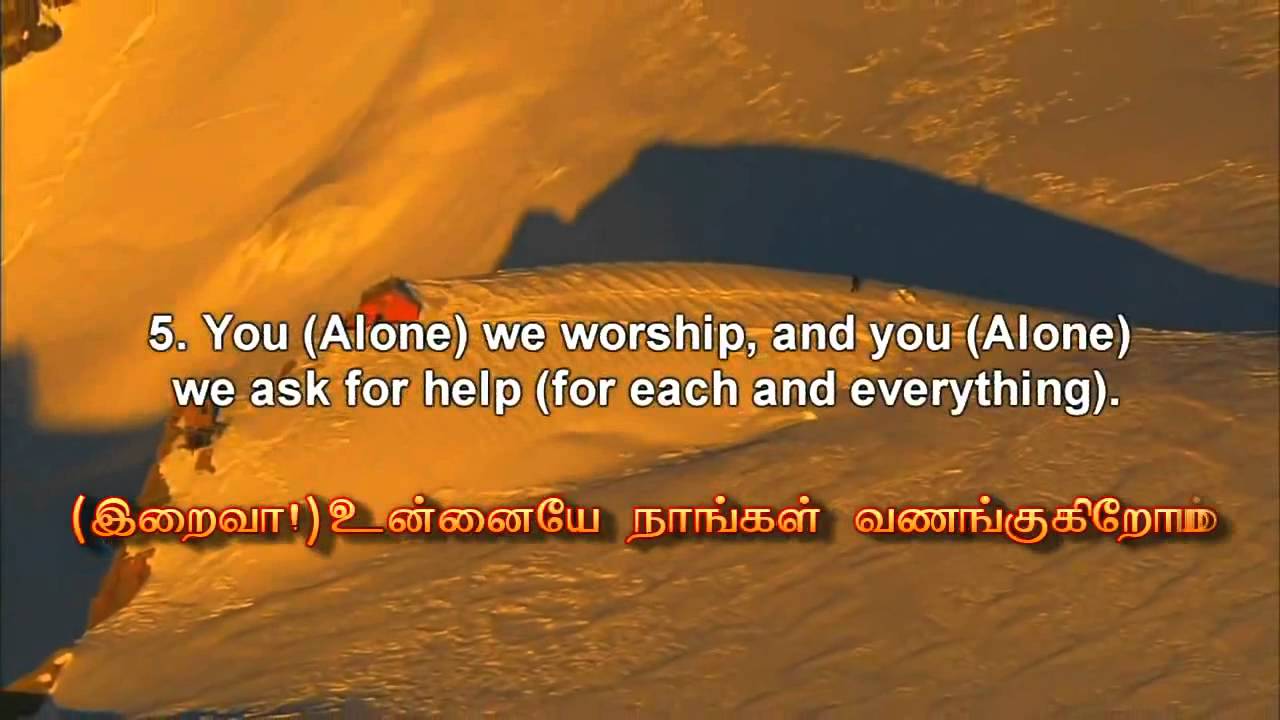 5. You (Alone) we worship, and you (Alone)
we ask for help (for each and everything).
(இறைவா!) உன்னையே நாங்கள் வணங்குகிறோம்